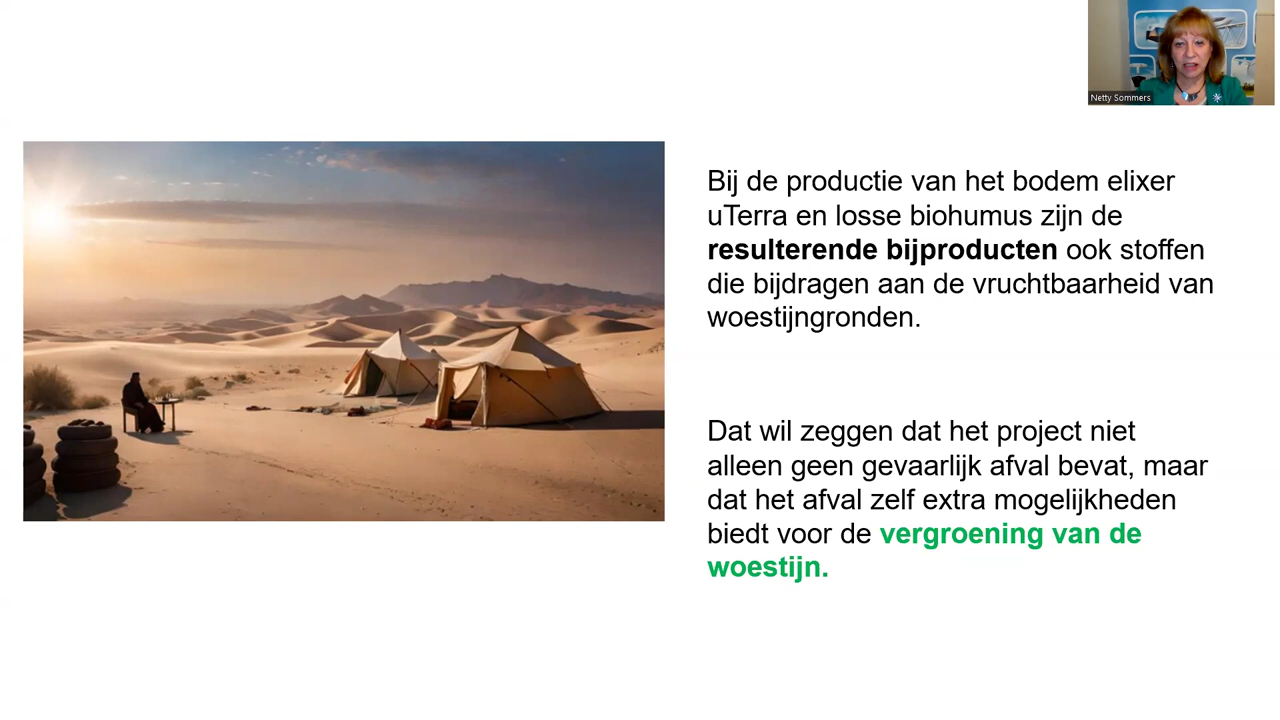 Netty Sommers
Bij de productie van het bodem elixer
uTerra en losse biohumus zijn de
resulterende bijproducten ook stoffen
die bijdragen aan de vruchtbaarheid van
woestijngronden.
Dat wil zeggen dat het project niet
alleen geen gevaarlijk afval bevat, maar
dat het afval zelf extra mogelijkheden
biedt voor de vergroening van de
woestijn.